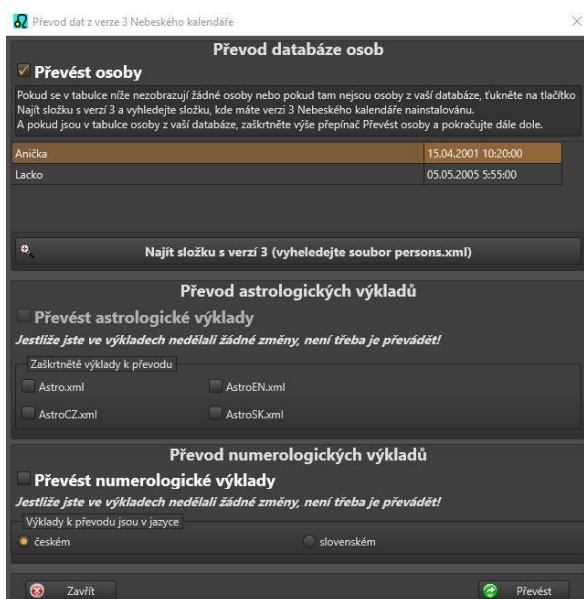 Převod dat z verze 3 Nebeského kalendáře
Převod databáze osob
Převést osoby
Pokud se v tabulce níže nezobrazují žádné osoby nebo pokud tam nejsou osoby z vaší databáze, ťukněte na tlačítko
Najít složku s verzí 3 a vyhledejte složku, kde máte verzi 3 Nebeského kalendáře nainstalovánu.
A pokud jsou v tabulce osoby z vaší databáze, zaškrtněte výše přepínač Převést osoby a pokračujte dále dole.
Anička 15.04.2001 10:20:00
Lacko 05.05.2005 5:55:00
Najít složku s verzí 3 (vyheledejte soubor persons.xml)
Převod astrologických výkladů
Převést astrologické výklady
Jestliže jste ve výkladech nedělali žádné změny, není třeba je převádět!
Zaškrtnětě výklady k převodu
Astro.xml AstroEN.xml
AstroCZ.xml AstroSK.xml
Převod numerologických výkladů
Převést numerologické výklady
Jestliže jste ve výkladech nedělali žádné změny, není třeba je převádět!
Výklady k převodu jsou v jazyce
českém slovenském
Zavřít Převést